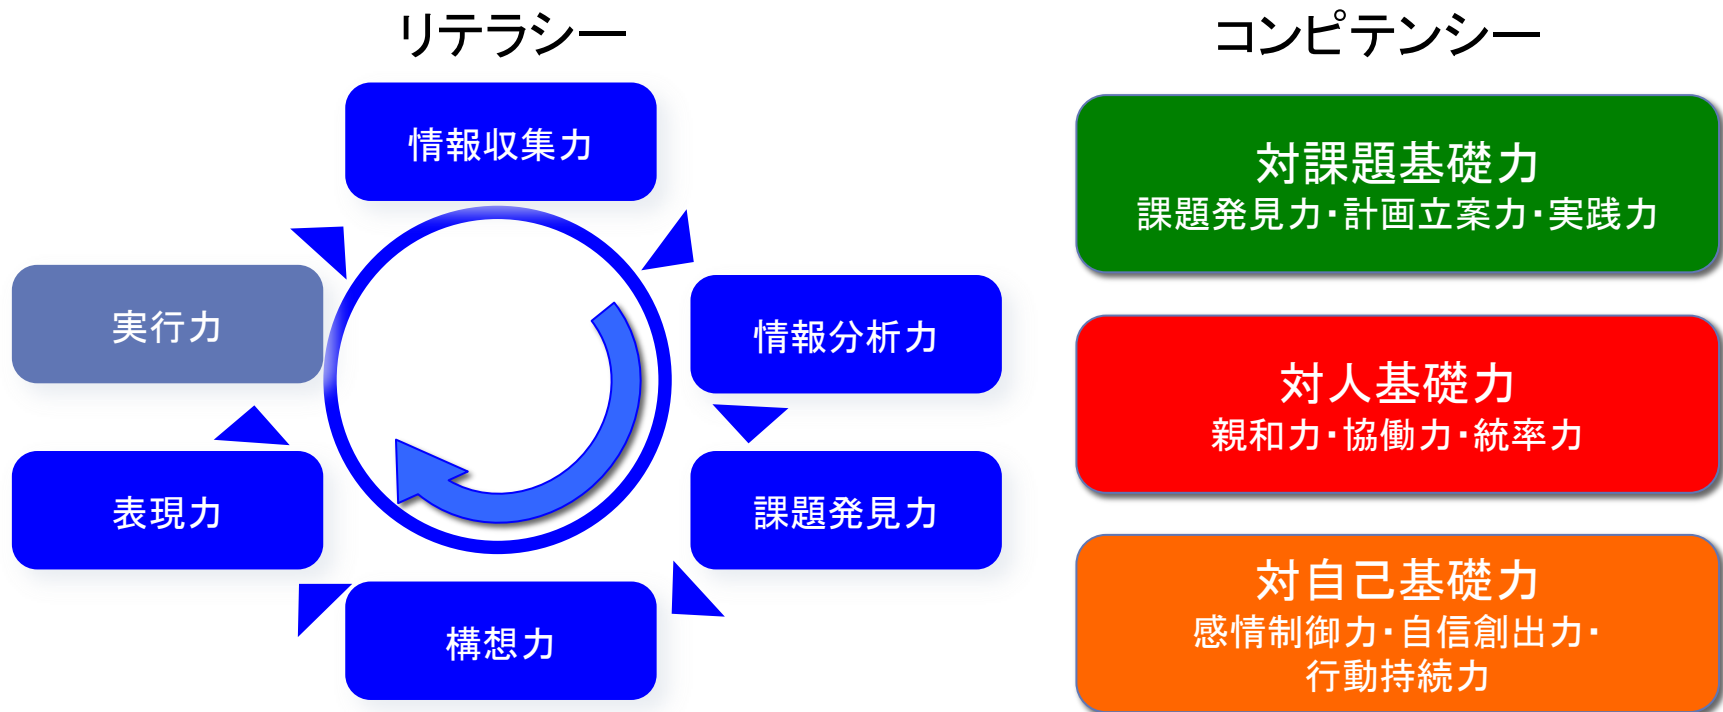 リテラシー
情報収集力
情報分析力
課題発見力
構想力
表現力
実行力
コンピテンシー
対課題基礎力
課題発見力・計画立案力・実践力
対人基礎力
親和力・協働力・統率力
対自己基礎力
感情制御力・自信創出力・
行動持続力